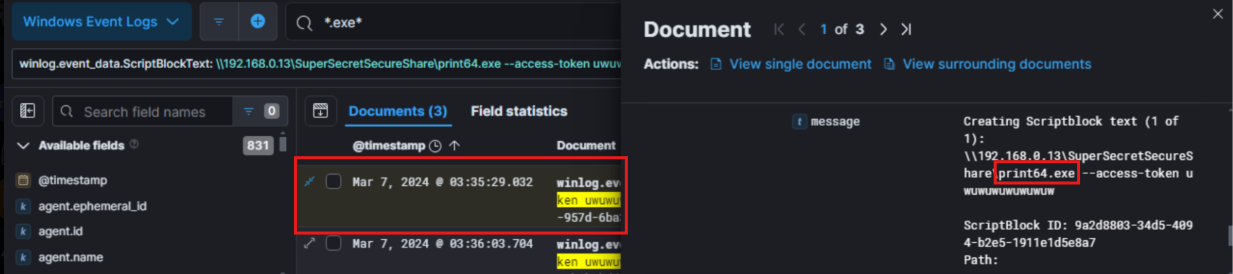 Windows Event Logs
*.exe*
winlog.event_data.ScriptBlockText: \\192.168.0.13\SuperSecretSecureShare\print64.exe --access-token uwuw
Search field names
0
Documents (3)
Field statistics
Available fields
831
@timestamp
Document
@timestamp
agent.ephemeral_id
agent.id
agent.name
Mar 7, 2024 @ 03:35:29.032
winlog.eve
ken uwuwu
-957d-6ba
Mar 7, 2024 @ 03:36:03.704
winlog.eve
ken uwuwu
Document
1 of 3
Actions:
View single document
View surrounding documents
t message
Creating Scriptblock text (1 of
1):
\\192.168.0.13\SuperSecretSecureS
hare\print64.exe --access-token u
wuwuwuwuwuwuw
ScriptBlock ID: 9a2d8803-34d5-409
4-b2e5-1911e1d5e8a7
Path: